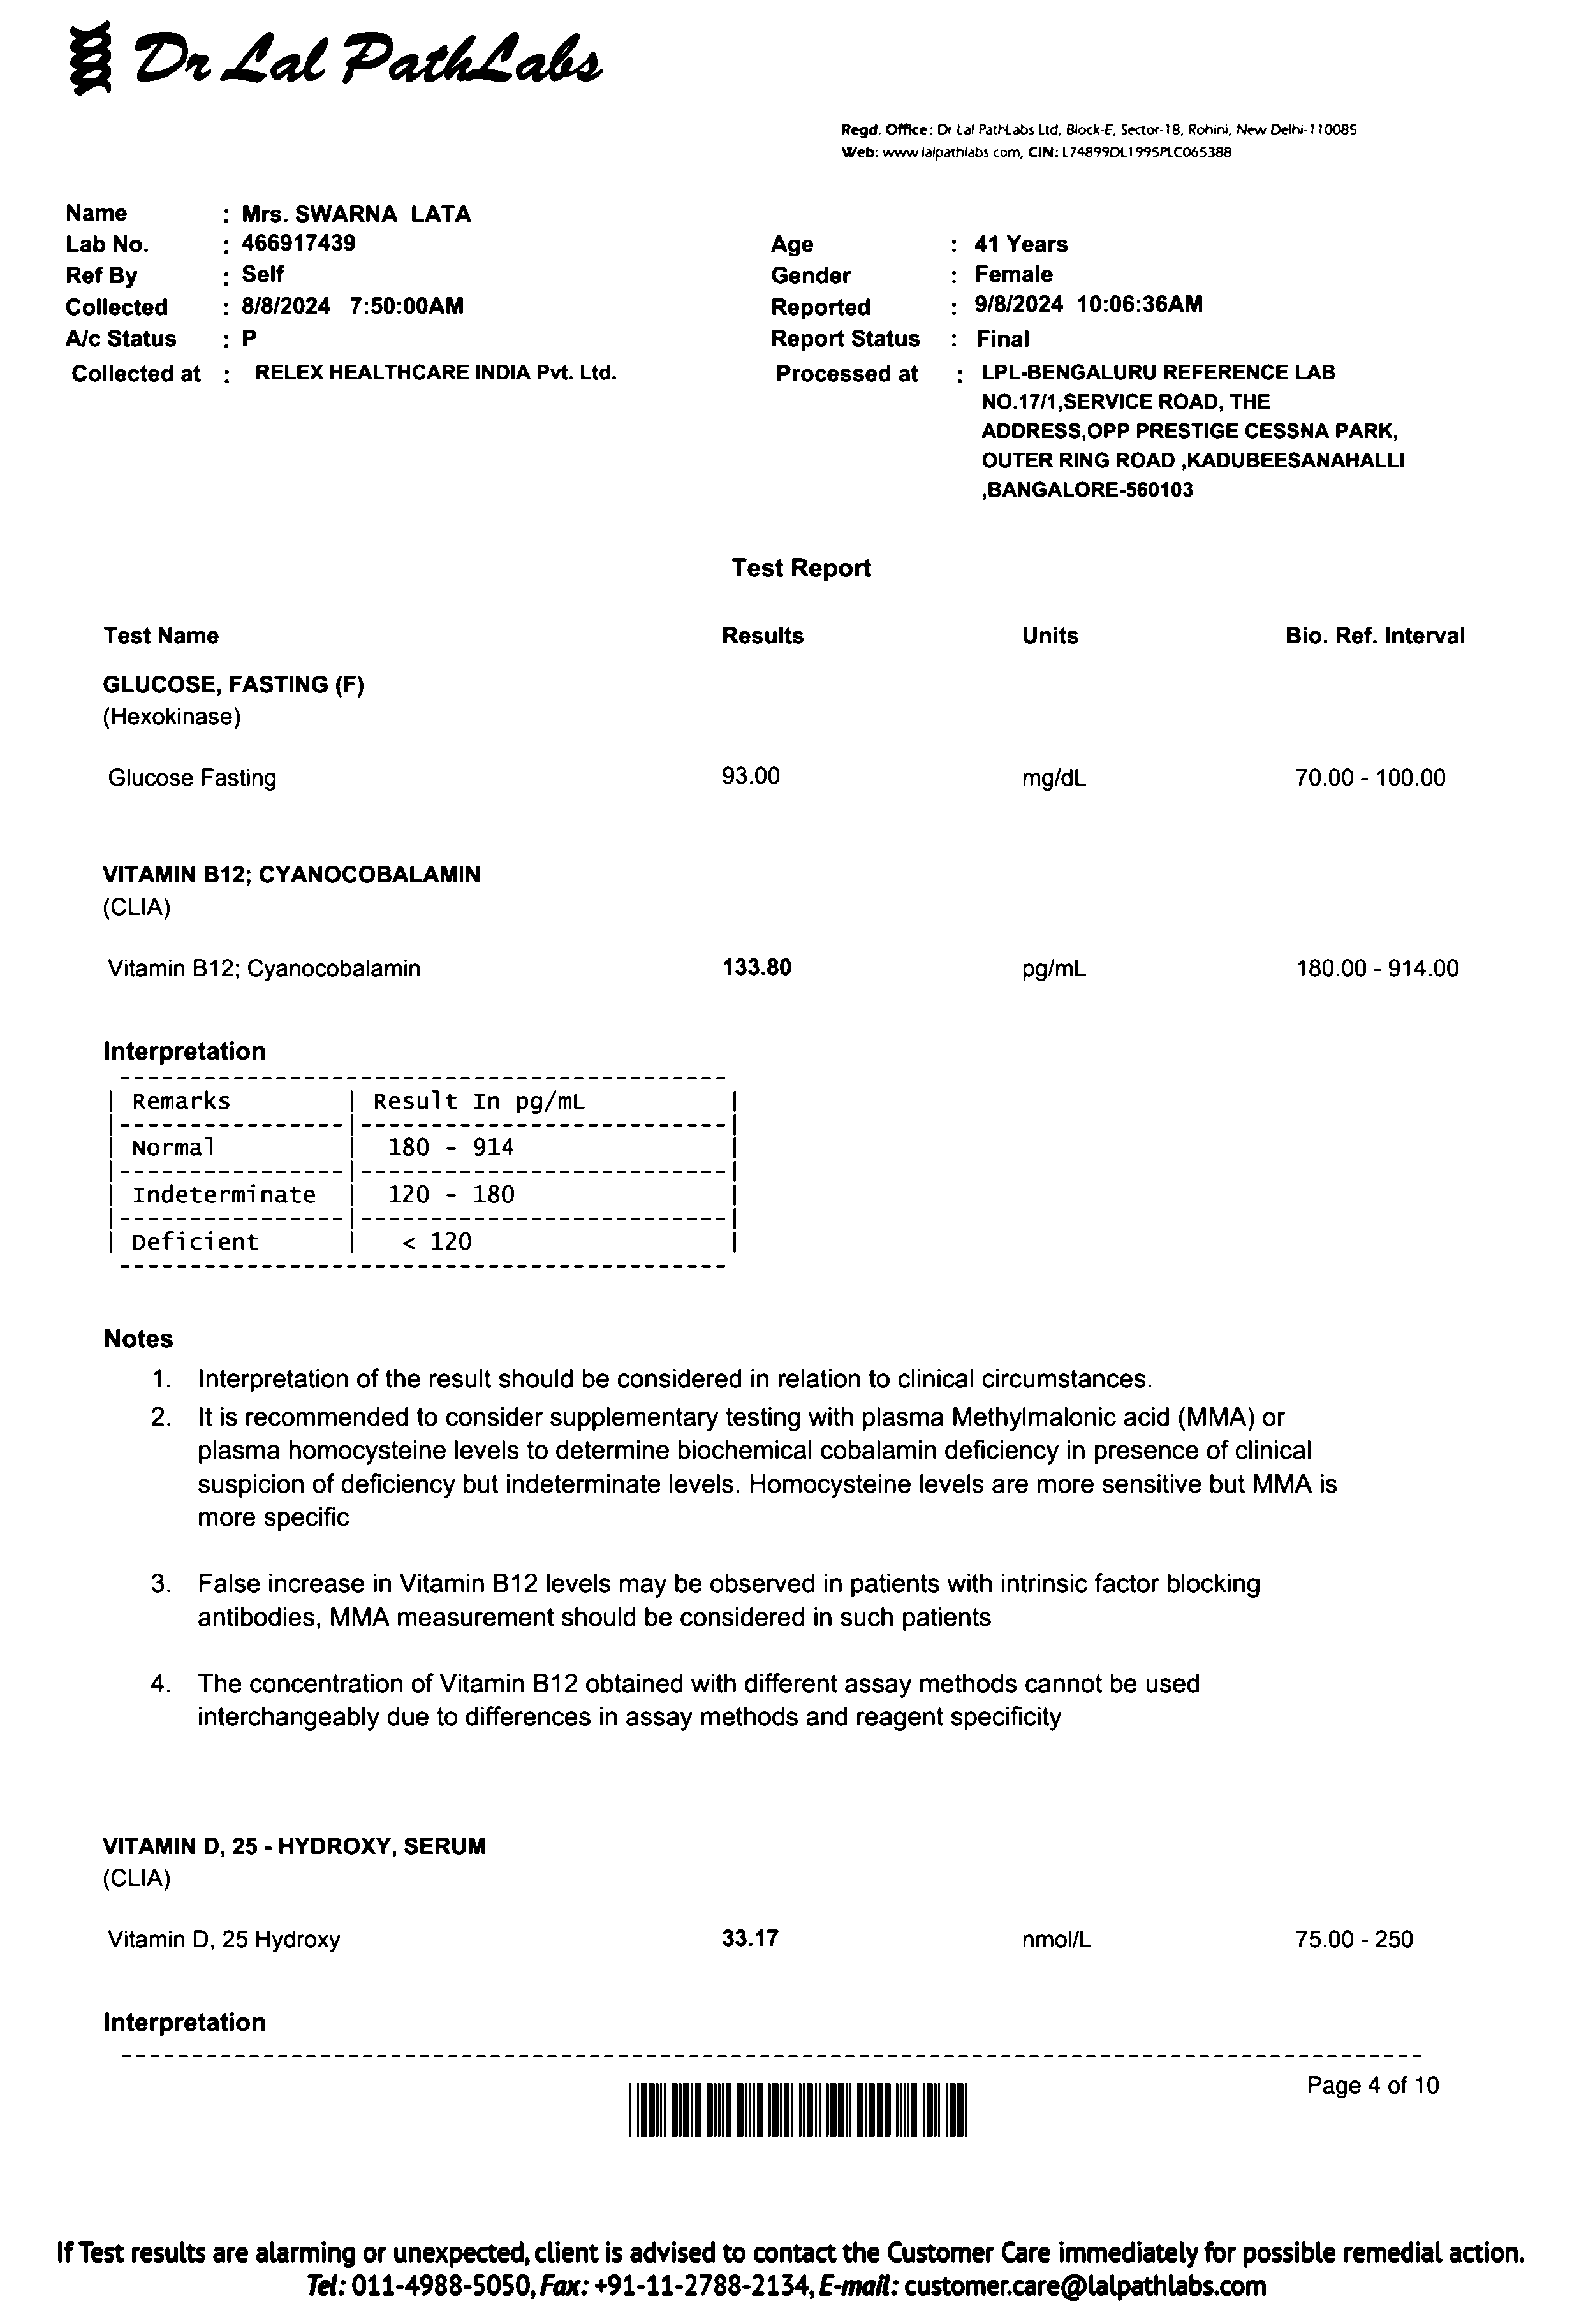 Dr Lal PathLabs
Regd. Office: Dr Lal PathLabs Ltd, Block-E, Sector-18, Rohini, New Delhi-110085
Web: www.lalpathlabs.com, CIN: L74899DL1995PLC065388
Name : Mrs. SWARNA LATA
Lab No. : 466917439 Age : 41 Years
Ref By : Self Gender : Female
Collected : 8/8/2024 7:50:00AM Reported : 9/8/2024 10:06:36AM
A/c Status : P Report Status : Final
Collected at : RELEX HEALTHCARE INDIA Pvt. Ltd. Processed at : LPL-BENGALURU REFERENCE LAB
NO.17/1,SERVICE ROAD, THE
ADDRESS,OPP PRESTIGE CESSNA PARK,
OUTER RING ROAD ,KADUBEESANAHALLI
,BANGALORE-560103
Test Report
Test Name Results Units Bio. Ref. Interval
GLUCOSE, FASTING (F)
(Hexokinase)
Glucose Fasting 93.00 mg/dL 70.00 - 100.00
VITAMIN B12; CYANOCOBALAMIN
(CLIA)
Vitamin B12; Cyanocobalamin 133.80 pg/mL 180.00 - 914.00
Interpretation
Remarks | Result In pg/mL
Normal | 180 - 914
Indeterminate | 120 - 180
Deficient | < 120
Notes
1. Interpretation of the result should be considered in relation to clinical circumstances.
2. It is recommended to consider supplementary testing with plasma Methylmalonic acid (MMA) or
plasma homocysteine levels to determine biochemical cobalamin deficiency in presence of clinical
suspicion of deficiency but indeterminate levels. Homocysteine levels are more sensitive but MMA is
more specific
3. False increase in Vitamin B12 levels may be observed in patients with intrinsic factor blocking
antibodies, MMA measurement should be considered in such patients
4. The concentration of Vitamin B12 obtained with different assay methods cannot be used
interchangeably due to differences in assay methods and reagent specificity
VITAMIN D, 25 - HYDROXY, SERUM
(CLIA)
Vitamin D, 25 Hydroxy 33.17 nmol/L 75.00 - 250
Interpretation
Page 4 of 10
If Test results are alarming or unexpected, client is advised to contact the Customer Care immediately for possible remedial action.
Tel: 011-4988-5050, Fax: +91-11-2788-2134, E-mail: customer.care@lalpathlabs.com